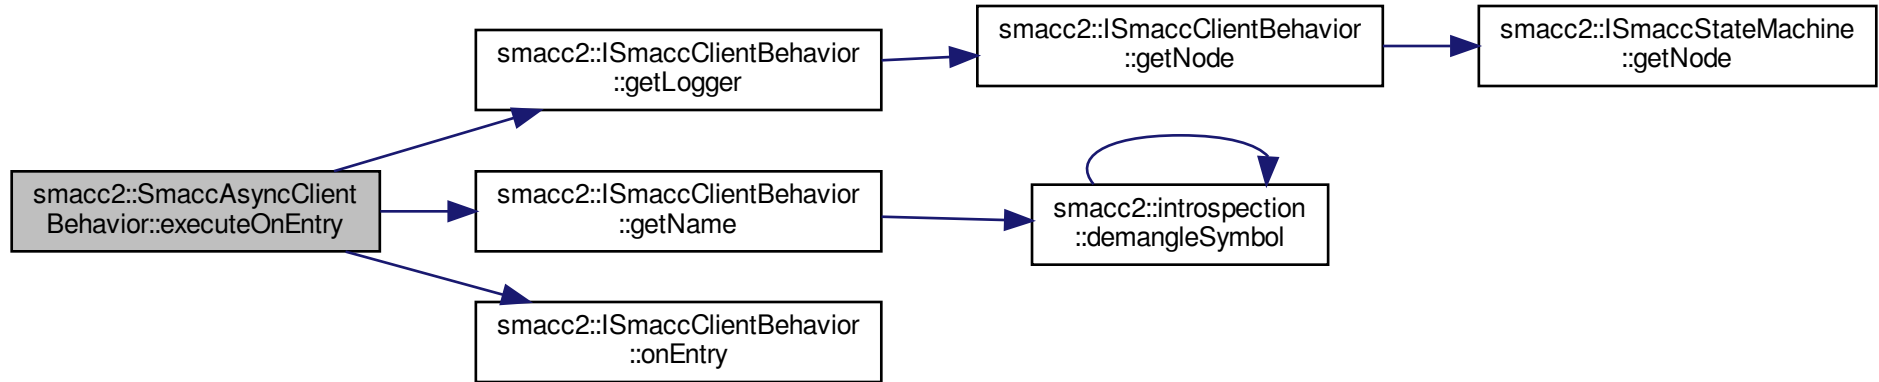 smacc2::SmaccAsyncClient
Behavior::executeOnEntry
smacc2::ISmaccClientBehavior
::getLogger
smacc2::ISmaccClientBehavior
::getNode
smacc2::ISmaccStateMachine
::getNode
smacc2::ISmaccClientBehavior
::getName
smacc2::introspection
::demangleSymbol
smacc2::ISmaccClientBehavior
::onEntry